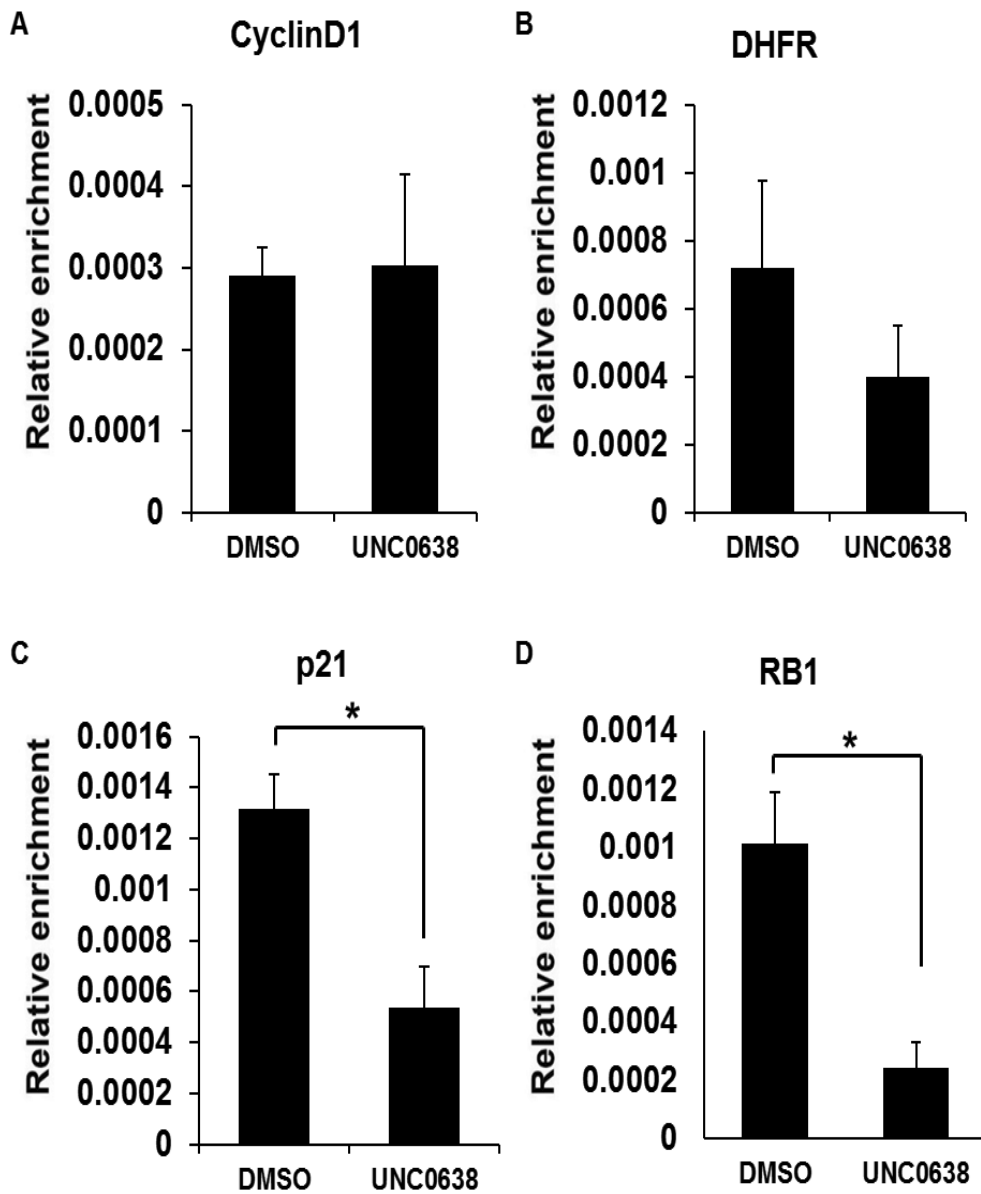 A
CyclinD1
Relative enrichment
0.0005
0.0004
0.0003
0.0002
0.0001
0
DMSO UNC0638
B
DHFR
Relative enrichment
0.0012
0.001
0.0008
0.0006
0.0004
0.0002
0
DMSO UNC0638
C
p21
*
Relative enrichment
0.0016
0.0014
0.0012
0.001
0.0008
0.0006
0.0004
0.0002
0
DMSO UNC0638
D
RB1
*
Relative enrichment
0.0014
0.0012
0.001
0.0008
0.0006
0.0004
0.0002
0
DMSO UNC0638